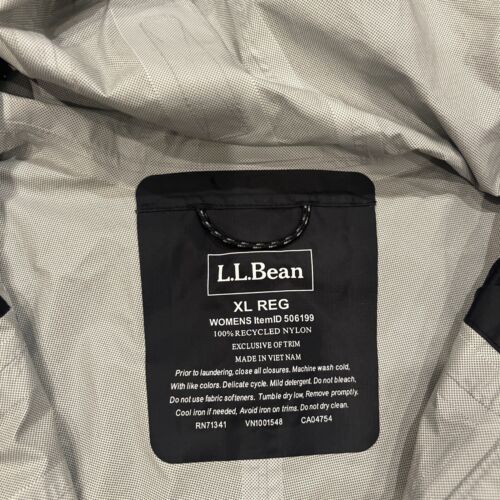 L.L.Bean
XL REG
WOMENS ItemID 506199
100% RECYCLED NYLON
EXCLUSIVE OF TRIM
MADE IN VIET NAM
Prior to laundering, close all closures. Machine wash cold,
With like colors. Delicate cycle. Mild detergent. Do not bleach,
Do not use fabric softeners. Tumble dry low, Remove promptly.
Cool iron if needed, Avoid iron on trims. Do not dry clean.
RN71341 VN1001548 CA04754